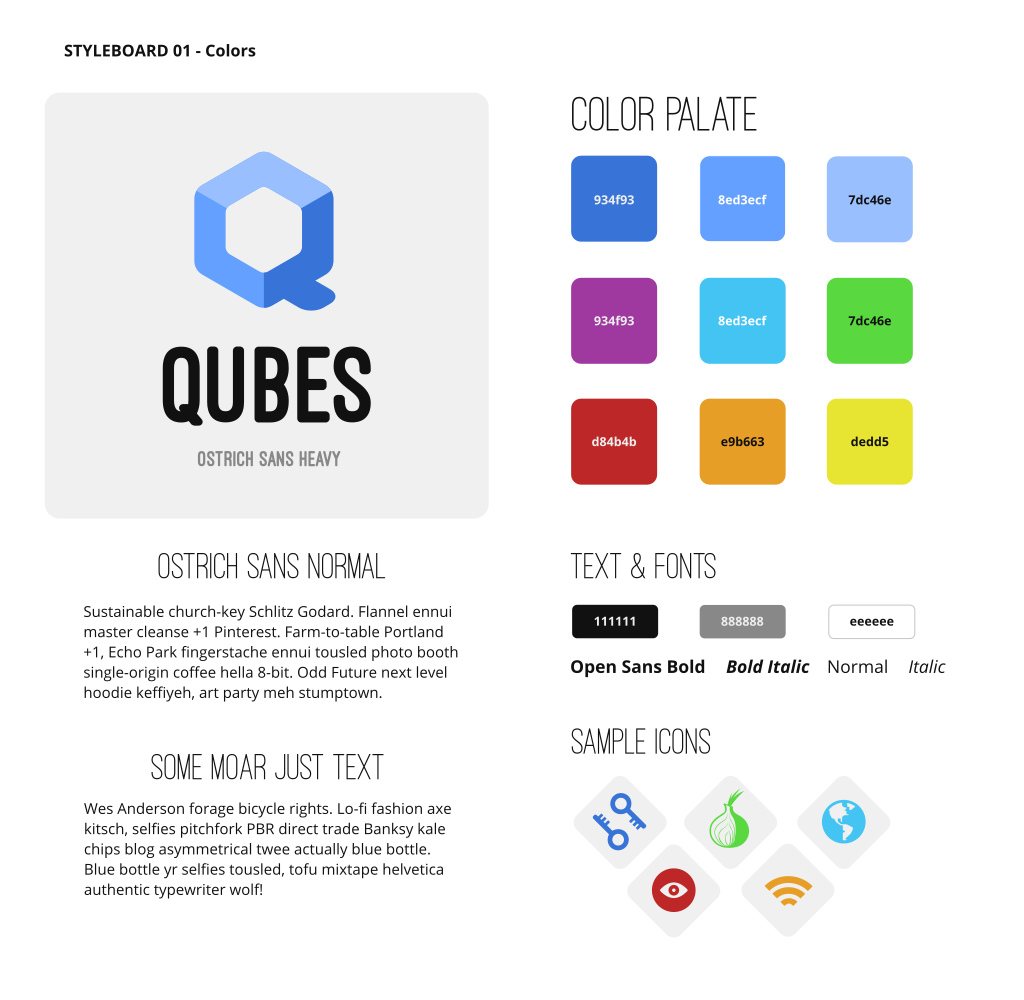 STYLEBOARD 01 - Colors
QUBES
OSTRICH SANS HEAVY
OSTRICH SANS NORMAL
Sustainable church-key Schlitz Godard. Flannel ennui
master cleanse +1 Pinterest. Farm-to-table Portland
+1, Echo Park fingerstache ennui tousled photo booth
single-origin coffee hella 8-bit. Odd Future next level
hoodie keffiyeh, art party meh stumptown.
SOME MOAR JUST TEXT
Wes Anderson forage bicycle rights. Lo-fi fashion axe
kitsch, selfies pitchfork PBR direct trade Banksy kale
chips blog asymmetrical twee actually blue bottle.
Blue bottle yr selfies tousled, tofu mixtape helvetica
authentic typewriter wolf!
COLOR PALATE
934f93 8ed3ecf 7dc46e
934f93 8ed3ecf 7dc46e
d84b4b e9b663 dedd5
TEXT & FONTS
111111 888888 eeeeee
Open Sans Bold Bold Italic Normal Italic
SAMPLE ICONS